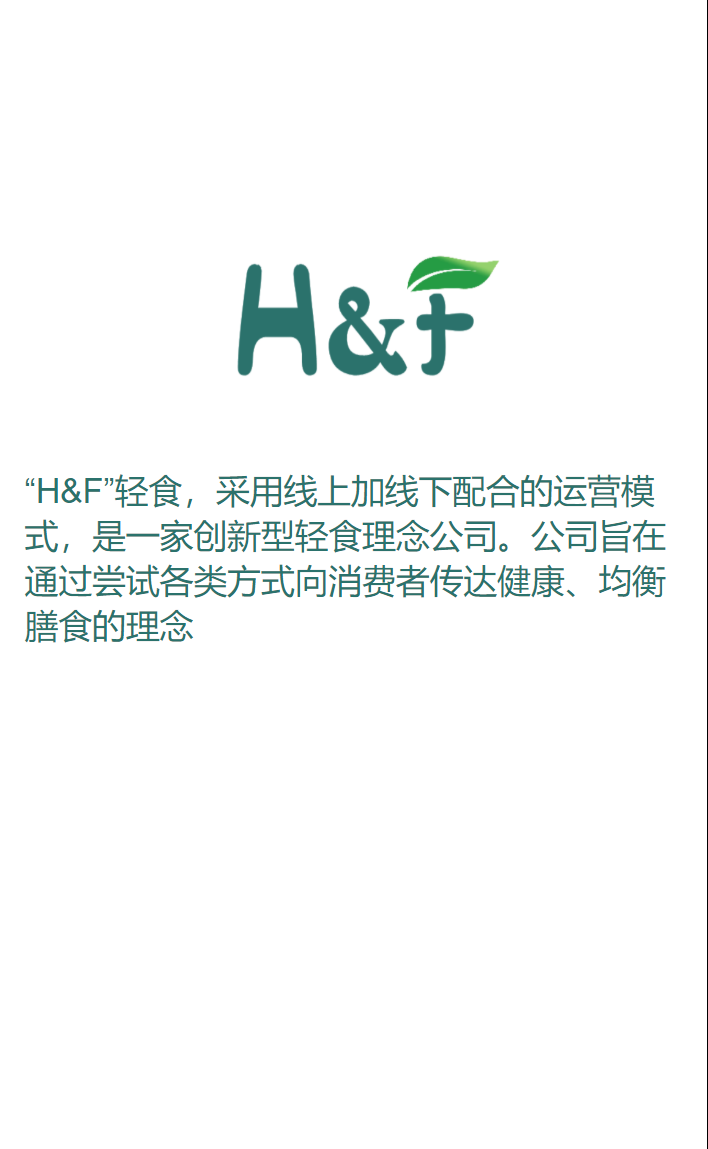 H&F
“H&F”轻食，采用线上加线下配合的运营模
式，是一家创新型轻食理念公司。公司旨在
通过尝试各类方式向消费者传达健康、均衡
膳食的理念